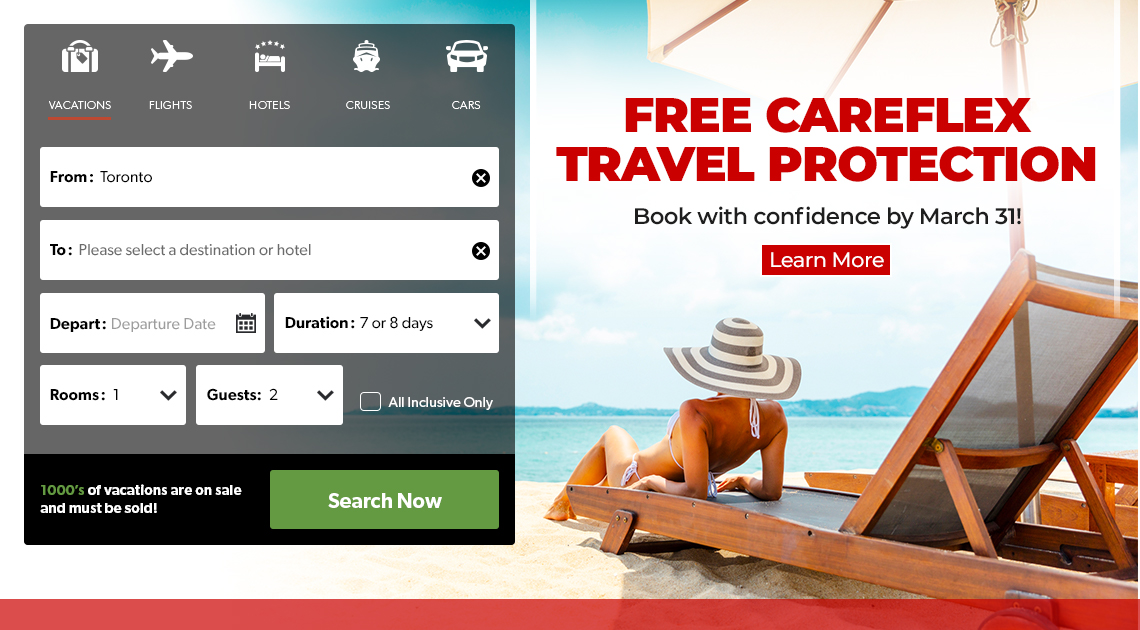 VACATIONS FLIGHTS HOTELS CRUISES CARS
From: Toronto
To: Please select a destination or hotel
Depart: Departure Date
Duration: 7 or 8 days
Rooms: 1
Guests: 2
All Inclusive Only
1000's of vacations are on sale
and must be sold!
Search Now
FREE CAREFLEX
TRAVEL PROTECTION
Book with confidence by March 31!
Learn More